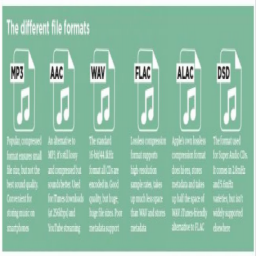 The different file formats
MP3
AAC
WAV
FLAC
ALAC
DSD
Popular, compressed
format ensures small
file size, but not the
best sound quality.
Convenient for
storing music on
smartphones
An alternative to
MP3, it's still lossy
and compressed but
sounds better. Used
for iTunes downloads
(at 256kbps) and
YouTube streaming
The standard
16-bit/44.1kHz
format all CDs are
encoded in. Good
quality, but huge,
huge file sizes. Poor
metadata support
Lossless compression
format supports
high-resolution
sample rates, takes
up much less space
than WAV and stores
metadata
Apple's own lossless
compression format
does his en, stores
metadata and takes
up half the space of
WAV. iTunes-friendly
alternative to FLAC
The format used
for Super Audio CDs.
It comes in 2.8mhz
and 5.6mhz
varieties, but isn't
widely supported
elsewhere